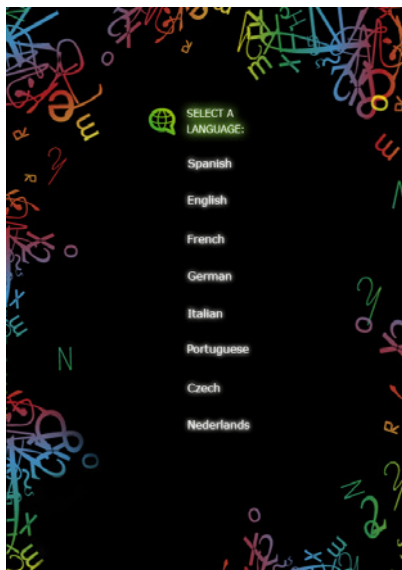 SELECT A
LANGUAGE:
Spanish
English
French
German
Italian
Portuguese
Czech
Nederlands